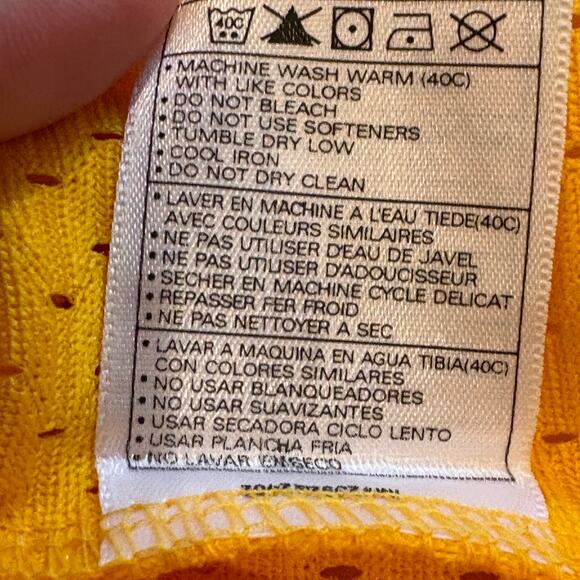 40C
• MACHINE WASH WARM (40C)
WITH LIKE COLORS
• DO NOT BLEACH
• DO NOT USE SOFTENERS
• TUMBLE DRY LOW
• COOL IRON
• DO NOT DRY CLEAN
• LAVER EN MACHINE A L'EAU TIEDE(40C)
AVEC COULEURS SIMILAIRES
• NE PAS UTILISER D'EAU DE JAVEL
• NE PAS UTILISER D'ADOUCISSEUR
• SECHER EN MACHINE CYCLE DELICAT
• REPASSER FER FROID
• NE PAS NETTOYER A SEC
• LAVAR A MAQUINA EN AGUA TIBIA(40C)
CON COLORES SIMILARES
• NO USAR BLANQUEADORES
• NO USAR SUAVIZANTES
• USAR SECADORA CICLO LENTO
• USAR PLANCHA FRIA
• NO LAVAR EN SECO